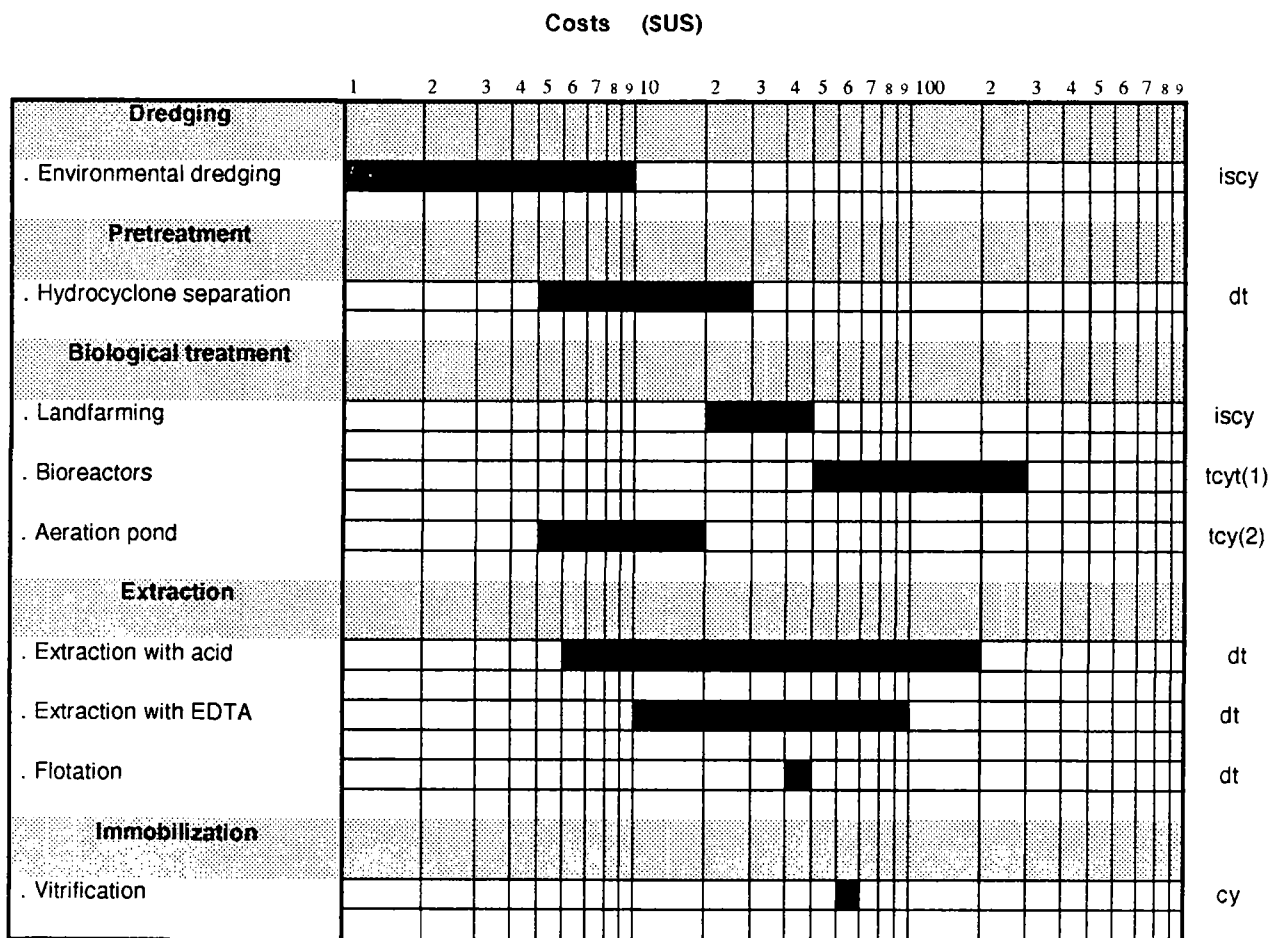 Costs (SUS)
1 2 3 4 5 6 7 8 9 10 2 3 4 5 6 7 8 9 100 2 3 4 5 6 7 8 9
Dredging
. Environmental dredging iscy
Pretreatment
. Hydrocyclone separation dt
Biological treatment
. Landfarming iscy
. Bioreactors tcyt(1)
. Aeration pond tcy(2)
Extraction
. Extraction with acid dt
. Extraction with EDTA dt
. Flotation dt
Immobilization
. Vitrification cy